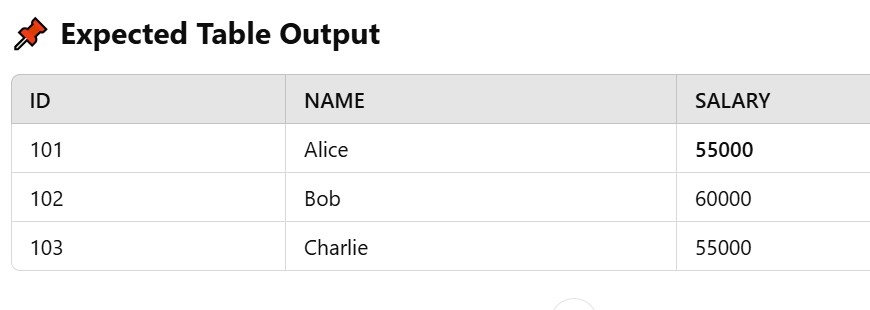 Expected Table Output
ID NAME SALARY
101 Alice 55000
102 Bob 60000
103 Charlie 55000